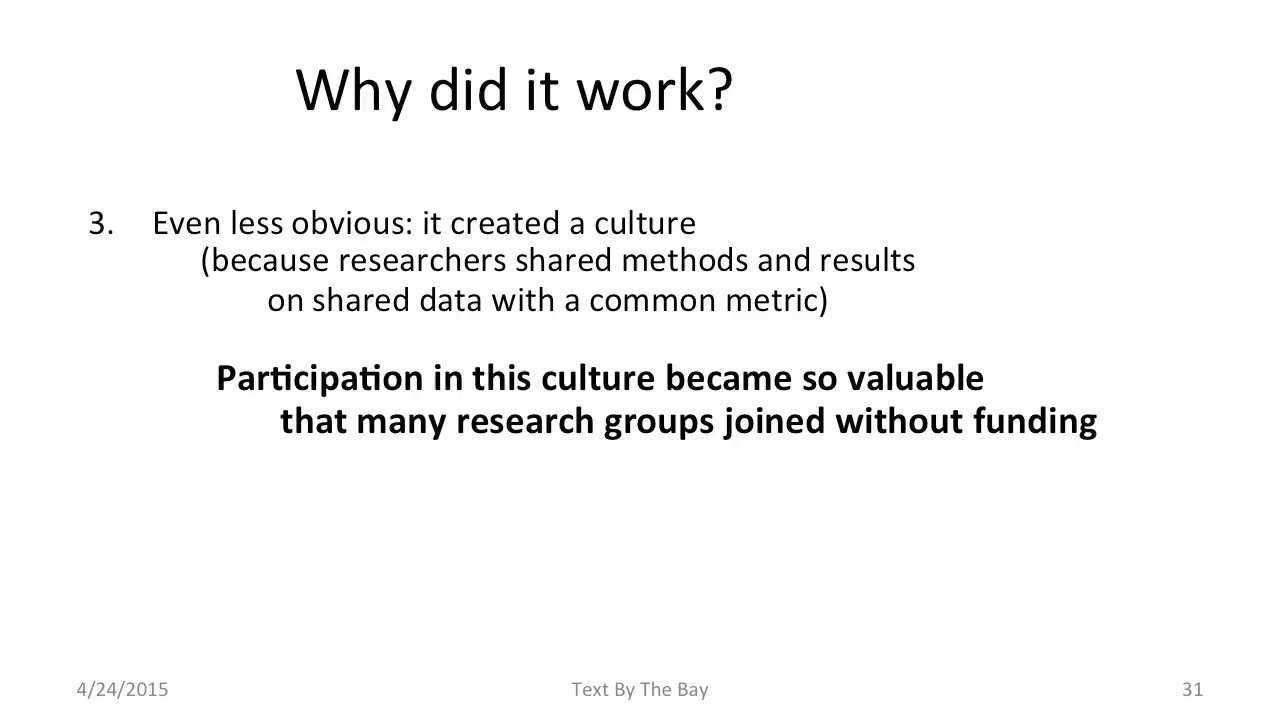 Why did it work?
3. Even less obvious: it created a culture
(because researchers shared methods and results
on shared data with a common metric)
Participation in this culture became so valuable
that many research groups joined without funding
4/24/2015 Text By The Bay 31